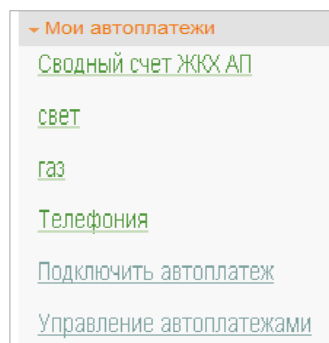 Мои автоплатежи
Сводный счет ЖКХ АП
свет
газ
Телефония
Подключить автоплатеж
Управление автоплатежами